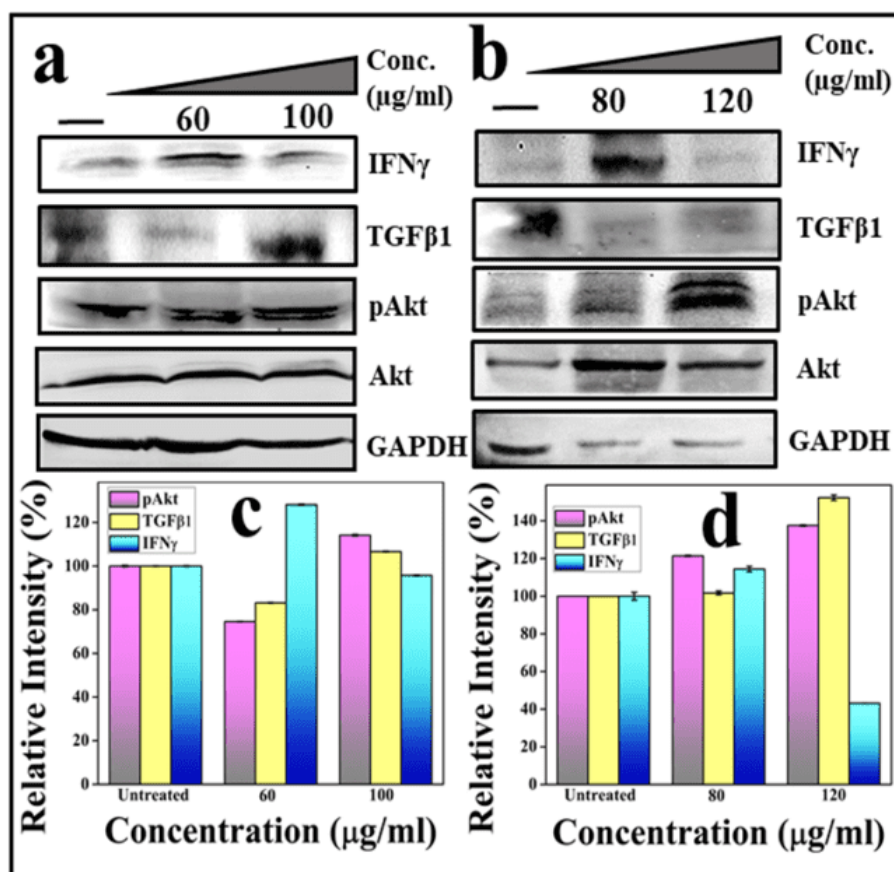 a
Conc.
(μg/ml)
— 60 100
IFNγ
TGFβ1
pAkt
Akt
GAPDH
b
Conc.
(μg/ml)
— 80 120
IFNγ
TGFβ1
pAkt
Akt
GAPDH
c
pAkt
TGFβ1
IFNγ
Relative Intensity (%)
120
100
80
60
40
20
0
Untreated 60 100
Concentration (μg/ml)
d
pAkt
TGFβ1
IFNγ
Relative Intensity (%)
140
120
100
80
60
40
20
0
Untreated 80 120
Concentration (μg/ml)